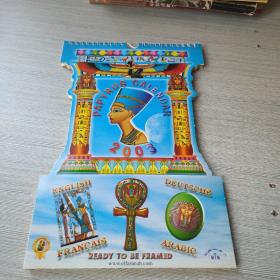 PAPYRUS CALENDAR
2003
ENGLISH
DEUTSCHE
FRANÇAIS
ARABIC
READY TO BE FRAMED